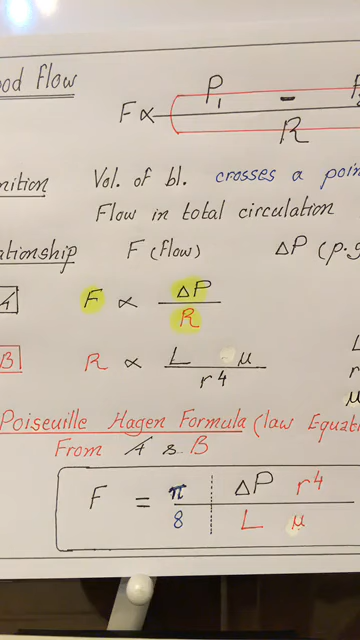 ood Flow
P₁ - P
F ∝ R
nition Vol. of bl. crosses a poin
Flow in total circulation
ationship F (flow) ΔP (p.g
A F ∝ ΔP / R
B R ∝ L μ / r⁴
L
r
μ
Poiseuille Hagen Formula (law Equati
From A & B
F = π / 8 ΔP r⁴ / L μ